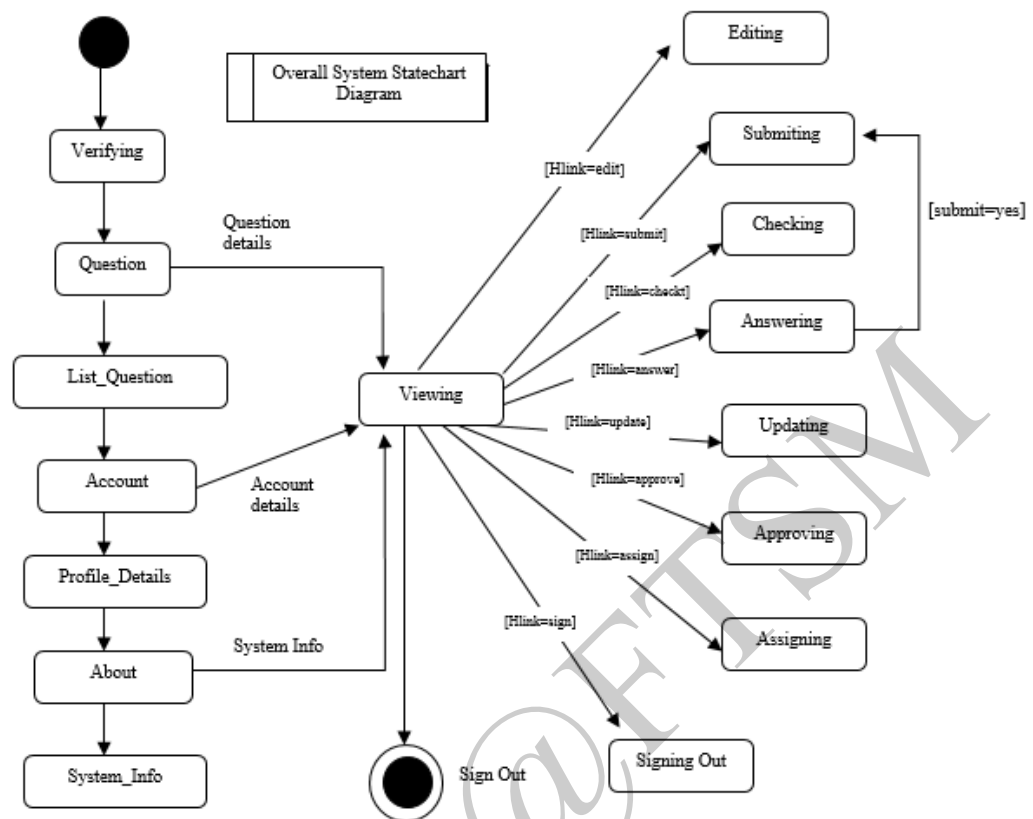 Editing
Overall System Statechart
Diagram
Submiting
Verifying
[Hlink=edit]
[submit=yes]
Question
details
Checking
[Hlink=submit]
Question
[Hlink=checkt]
Answering
List_Question
[Hlink=answer]
Viewing
Updating
[Hlink=update]
Account
Account
details
[Hlink=approve]
Approving
[Hlink=assign]
Profile_Details
[Hlink=sign]
System Info
Assigning
About
Signing Out
System_Info
Sign Out
@FTSM